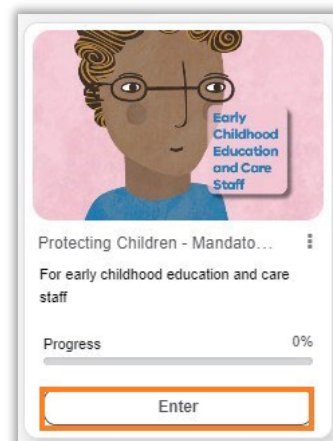 Early
Childhood
Education
and Care
Staff
Protecting Children - Mandato...
For early childhood education and care
staff
Progress 0%
Enter